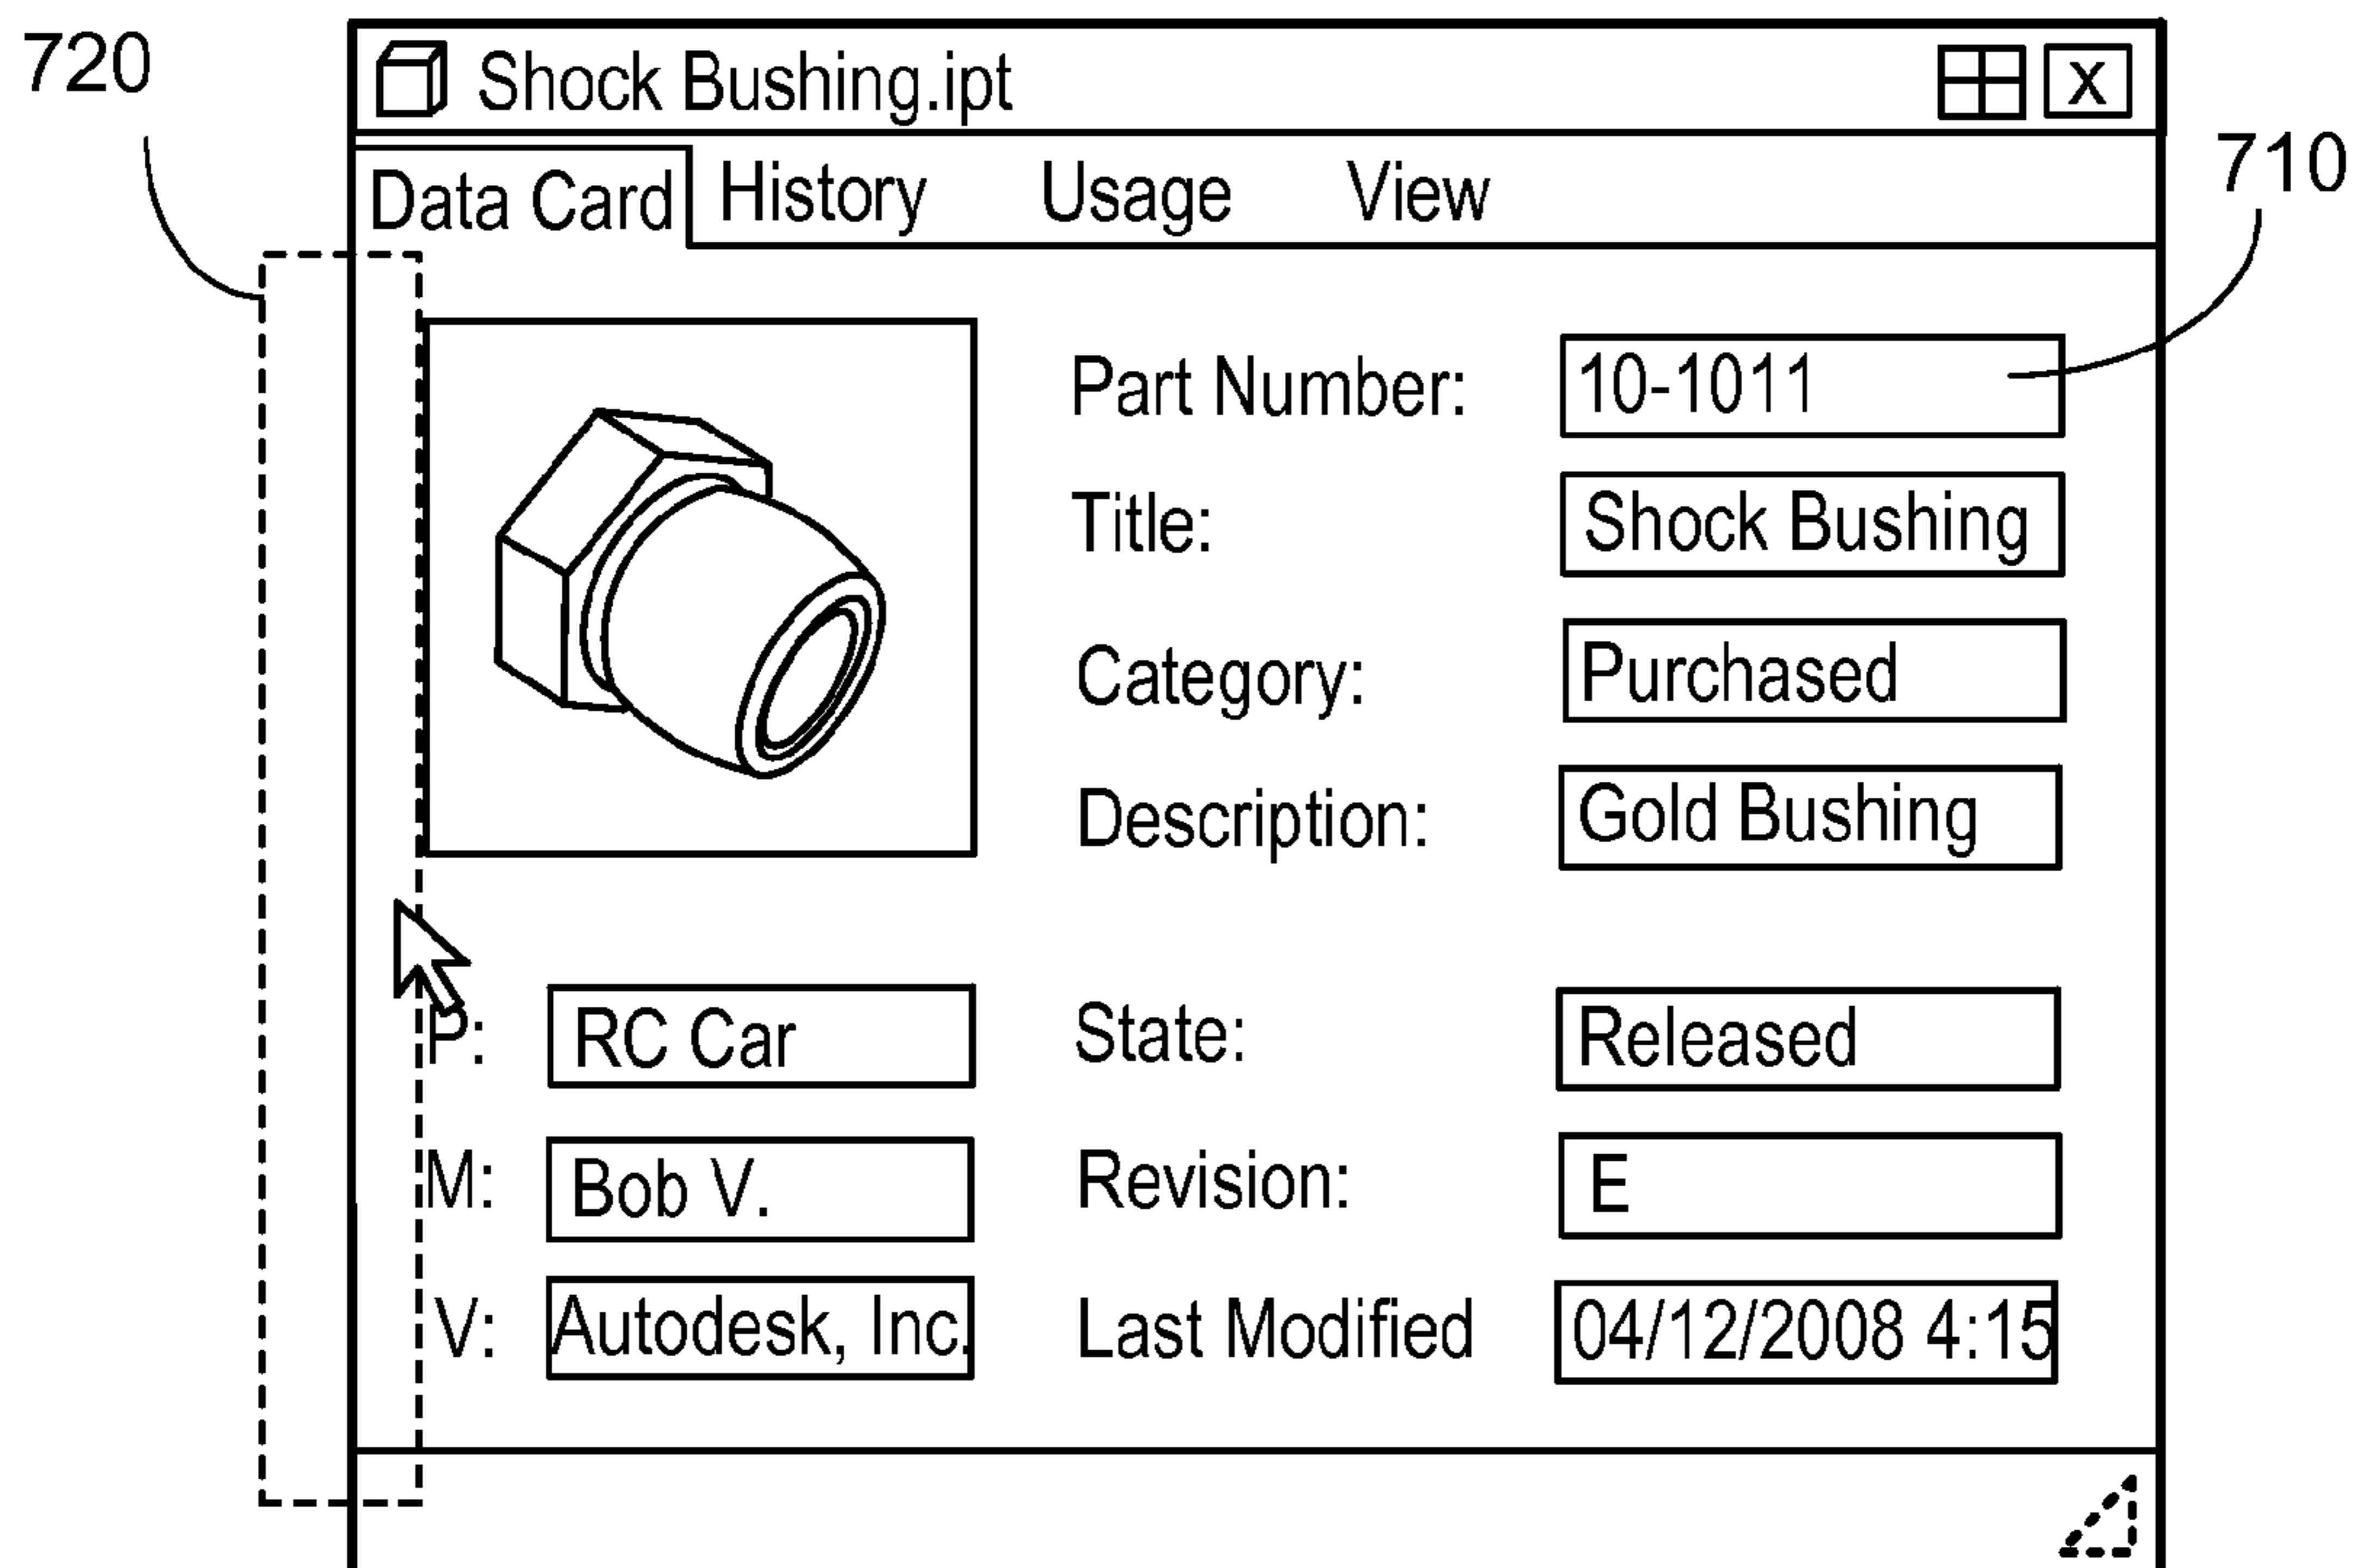 720
Shock Bushing.ipt
X
710
Data Card History Usage View
Part Number: 10-1011
Title: Shock Bushing
Category: Purchased
Description: Gold Bushing
P: RC Car State: Released
M: Bob V. Revision: E
V: Autodesk, Inc. Last Modified 04/12/2008 4:15